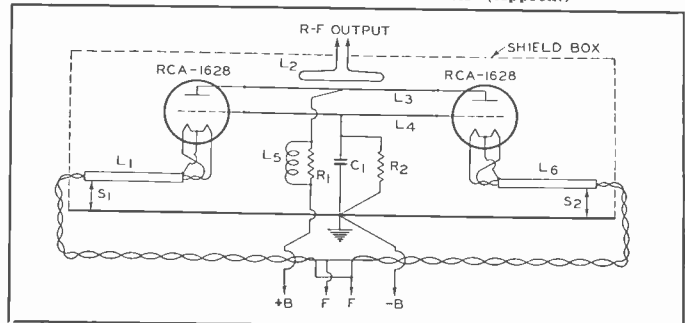 R-F OUTPUT
SHIELD BOX
L2
RCA-1628
RCA-1628
L3
L4
L5
R1
C1
R2
L1
L6
S1
S2
+B
F
F
-B